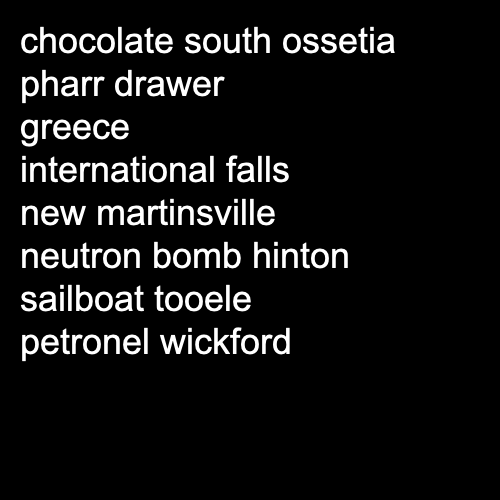 chocolate south ossetia
pharr drawer
greece
international falls
new martinsville
neutron bomb hinton
sailboat tooele
petronel wickford